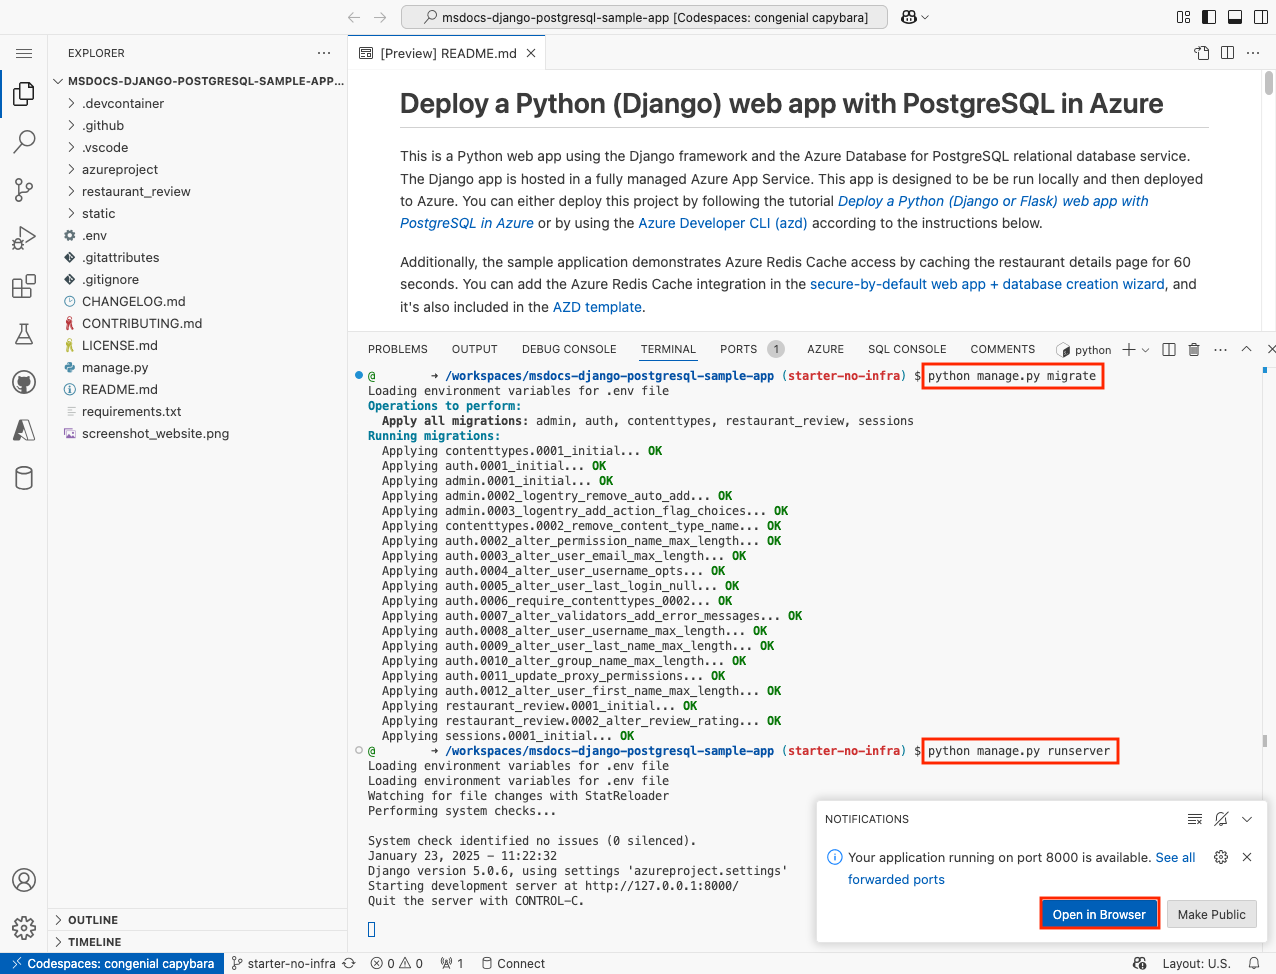 msdocs-django-postgresql-sample-app [Codespaces: congenial capybara]
EXPLORER
MSDOCS-DJANGO-POSTGRESQL-SAMPLE-APP...
.devcontainer
.github
.vscode
azureproject
restaurant_review
static
.env
.gitattributes
.gitignore
CHANGELOG.md
CONTRIBUTING.md
LICENSE.md
manage.py
README.md
requirements.txt
screenshot_website.png
OUTLINE
TIMELINE
[Preview] README.md
Deploy a Python (Django) web app with PostgreSQL in Azure
This is a Python web app using the Django framework and the Azure Database for PostgreSQL relational database service.
The Django app is hosted in a fully managed Azure App Service. This app is designed to be be run locally and then deployed
to Azure. You can either deploy this project by following the tutorial Deploy a Python (Django or Flask) web app with
PostgreSQL in Azure or by using the Azure Developer CLI (azd) according to the instructions below.
Additionally, the sample application demonstrates Azure Redis Cache access by caching the restaurant details page for 60
seconds. You can add the Azure Redis Cache integration in the secure-by-default web app + database creation wizard, and
it's also included in the AZD template.
PROBLEMS OUTPUT DEBUG CONSOLE TERMINAL PORTS 1 AZURE SQL CONSOLE COMMENTS python
@ ➜ /workspaces/msdocs-django-postgresql-sample-app (starter-no-infra) $ python manage.py migrate
Loading environment variables for .env file
Operations to perform:
Apply all migrations: admin, auth, contenttypes, restaurant_review, sessions
Running migrations:
Applying contenttypes.0001_initial... OK
Applying auth.0001_initial... OK
Applying admin.0001_initial... OK
Applying admin.0002_logentry_remove_auto_add... OK
Applying admin.0003_logentry_add_action_flag_choices... OK
Applying contenttypes.0002_remove_content_type_name... OK
Applying auth.0002_alter_permission_name_max_length... OK
Applying auth.0003_alter_user_email_max_length... OK
Applying auth.0004_alter_user_username_opts... OK
Applying auth.0005_alter_user_last_login_null... OK
Applying auth.0006_require_contenttypes_0002... OK
Applying auth.0007_alter_validators_add_error_messages... OK
Applying auth.0008_alter_user_username_max_length... OK
Applying auth.0009_alter_user_last_name_max_length... OK
Applying auth.0010_alter_group_name_max_length... OK
Applying auth.0011_update_proxy_permissions... OK
Applying auth.0012_alter_user_first_name_max_length... OK
Applying restaurant_review.0001_initial... OK
Applying restaurant_review.0002_alter_review_rating... OK
Applying sessions.0001_initial... OK
@ ➜ /workspaces/msdocs-django-postgresql-sample-app (starter-no-infra) $ python manage.py runserver
Loading environment variables for .env file
Loading environment variables for .env file
Watching for file changes with StatReloader
Performing system checks...
System check identified no issues (0 silenced).
January 23, 2025 – 11:22:32
Django version 5.0.6, using settings 'azureproject.settings'
Starting development server at http://127.0.0.1:8000/
Quit the server with CONTROL-C.
NOTIFICATIONS
Your application running on port 8000 is available. See all
forwarded ports
Open in Browser Make Public
Codespaces: congenial capybara starter-no-infra 0 0 1 Connect Layout: U.S.